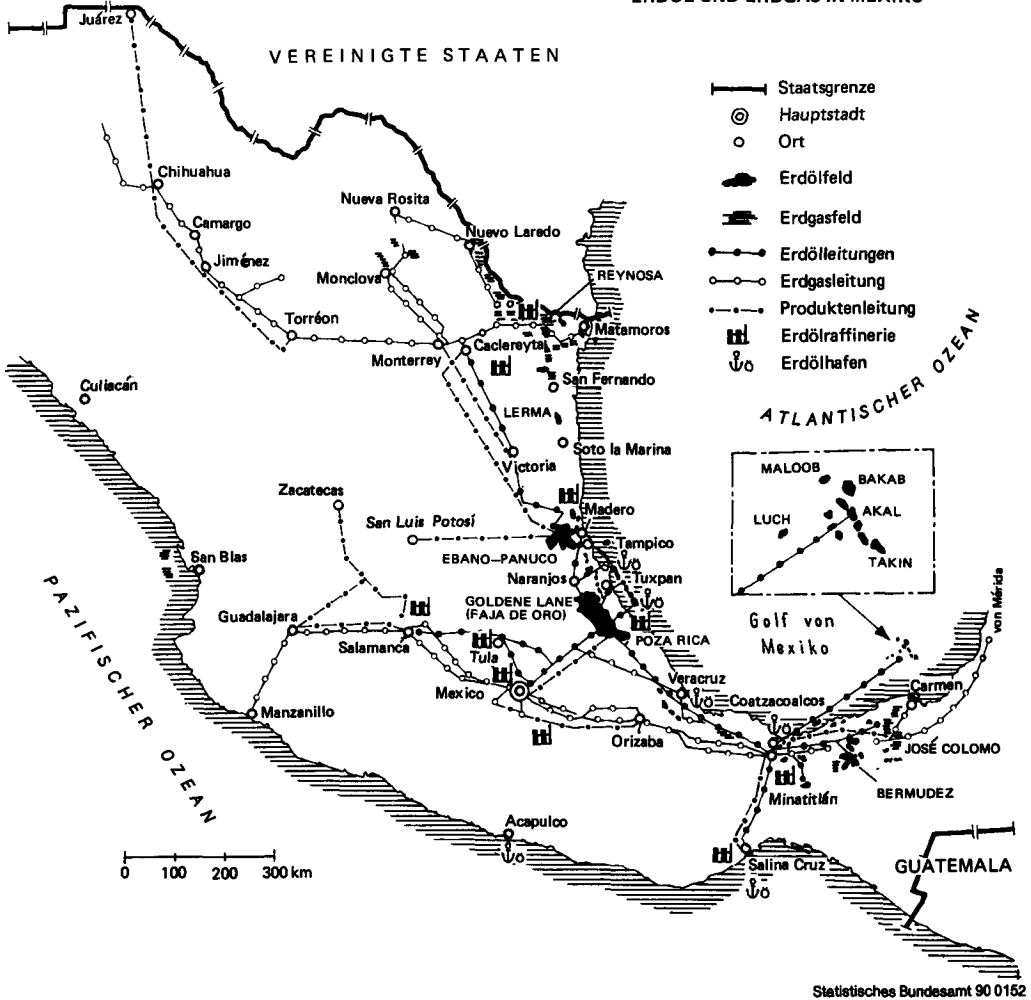 ERDÖL UND ERDGAS IN MEXIKO
Juárez
VEREINIGTE STAATEN
Staatsgrenze
Hauptstadt
Ort
Erdölfeld
Erdgasfeld
Erdölleitungen
Erdgasleitung
Produktenleitung
Erdölraffinerie
Erdölhafen
Chihuahua
Camargo
Jiménez
Nueva Rosita
Nuevo Laredo
Monclova
REYNOSA
Torréon
Matamoros
Monterrey
Caclereyta
San Fernando
Culiacán
LERMA
Soto la Marina
Victoria
ATLANTISCHER OZEAN
MALOOB
BAKAB
LUCH
AKAL
TAKIN
Zacatecas
San Luis Potosí
Madero
EBANO–PANUCO
Tampico
San Blas
Naranjos
Tuxpan
GOLDENE LANE
(FAJA DE ORO)
POZA RICA
Golf von
Mexiko
von Mérida
Guadalajara
Salamanca
Tula
Mexico
Veracruz
Coatzacoalcos
Carmen
Manzanillo
Orizaba
JOSÉ COLOMO
BERMUDEZ
Minatitlán
PAZIFISCHER OZEAN
Acapulco
Salina Cruz
GUATEMALA
0 100 200 300 km
Statistisches Bundesamt 90 0152